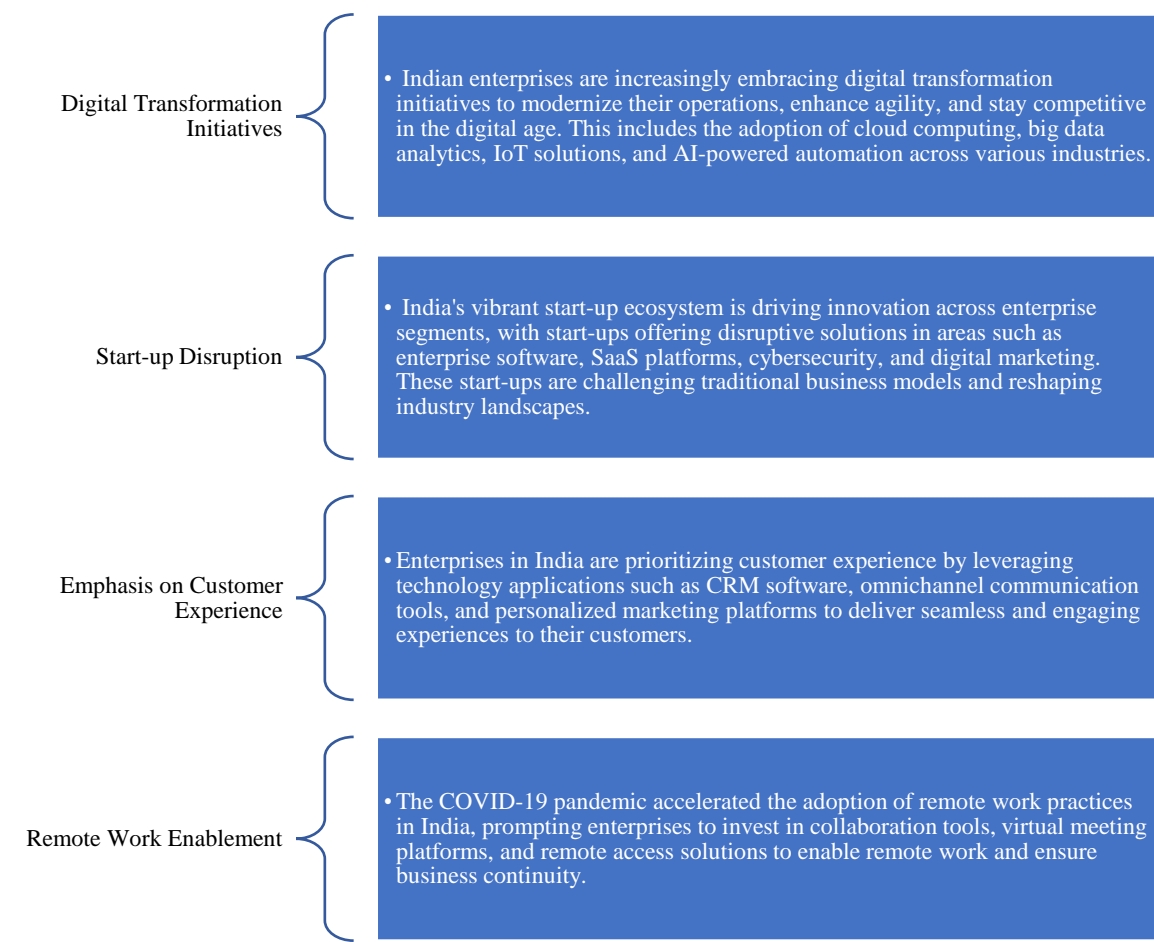 Digital Transformation
Initiatives
• Indian enterprises are increasingly embracing digital transformation
initiatives to modernize their operations, enhance agility, and stay competitive
in the digital age. This includes the adoption of cloud computing, big data
analytics, IoT solutions, and AI-powered automation across various industries.
Start-up Disruption
• India's vibrant start-up ecosystem is driving innovation across enterprise
segments, with start-ups offering disruptive solutions in areas such as
enterprise software, SaaS platforms, cybersecurity, and digital marketing.
These start-ups are challenging traditional business models and reshaping
industry landscapes.
Emphasis on Customer
Experience
• Enterprises in India are prioritizing customer experience by leveraging
technology applications such as CRM software, omnichannel communication
tools, and personalized marketing platforms to deliver seamless and engaging
experiences to their customers.
Remote Work Enablement
• The COVID-19 pandemic accelerated the adoption of remote work practices
in India, prompting enterprises to invest in collaboration tools, virtual meeting
platforms, and remote access solutions to enable remote work and ensure
business continuity.